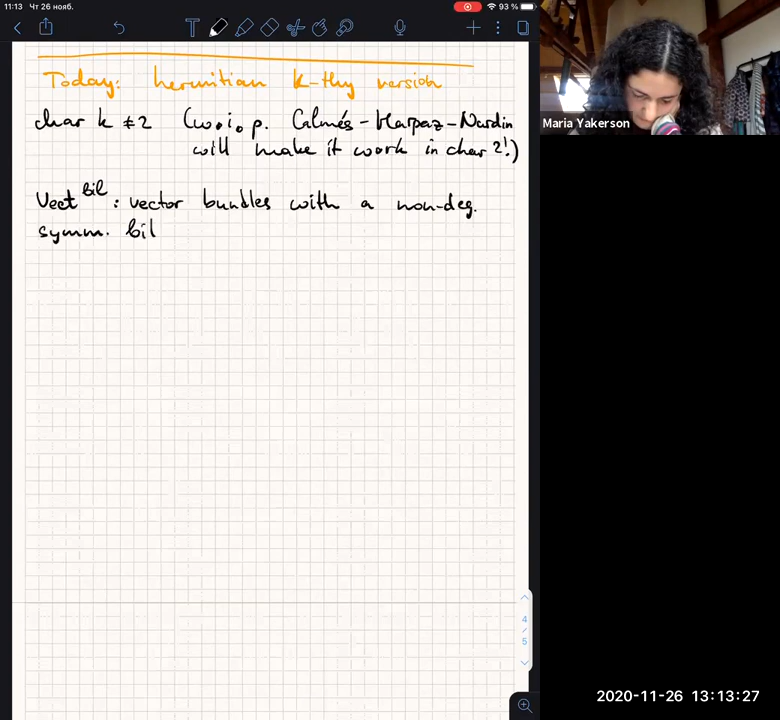 11:13 Чт 26 нояб.
93 %
Today: hermitian K-thy version
char k ≠ 2 (w.i.p. Calmés-Harpaz-Nardin
will make it work in char 2!)
Vect^bil : vector bundles with a non-deg.
symm. bil
4
/
5
Maria Yakerson
2020-11-26 13:13:27